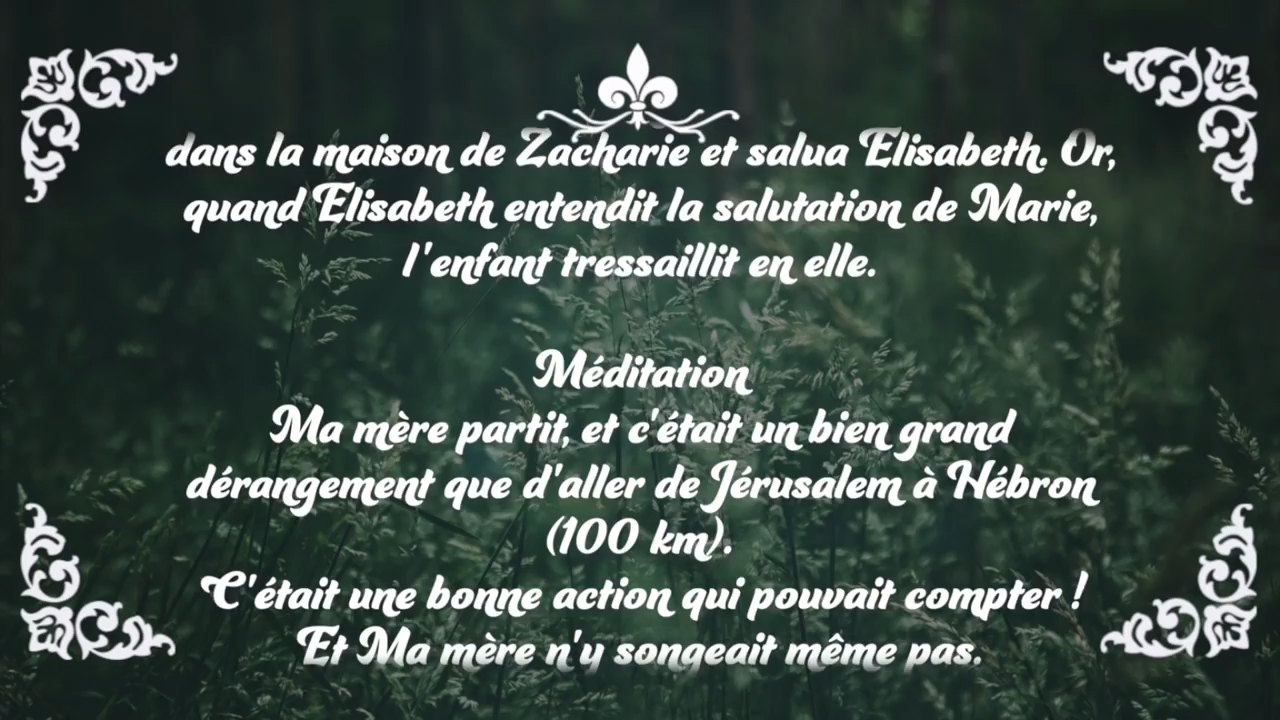 dans la maison de Zacharie et salua Elisabeth. Or,
quand Elisabeth entendit la salutation de Marie,
l'enfant tressaillit en elle.
Méditation
Ma mère partit, et c'était un bien grand
dérangement que d'aller de Jérusalem à Hébron
(100 km).
C'était une bonne action qui pouvait compter !
Et Ma mère n'y songeait même pas.